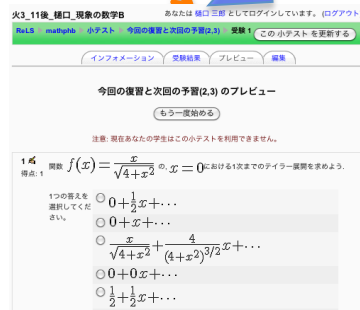 火3_11後_樋口_現象の数学B
あなたは 樋口 三郎 としてログインしています。 (ログアウト
ReLS ▶ mathphb ▶ 小テスト ▶ 今回の復習と次回の予習(2,3) ▶ 受験 1 この 小テスト を更新する
インフォメーション 受験結果 プレビュー 編集
今回の復習と次回の予習(2,3) のプレビュー
もう一度始める
注意: 現在あなたの学生はこの小テストを利用できません。
1
得点: 1
関数 f(x) = x/√(4+x²) の, x = 0における1次までのテイラー展開を求めよう.
1つの答えを
選択してくだ
さい。
0+½x+⋯
0+x+⋯
x/√(4+x²) + 4/(4+x²)^{3/2} x+⋯
0+0x+⋯
½+½x+⋯